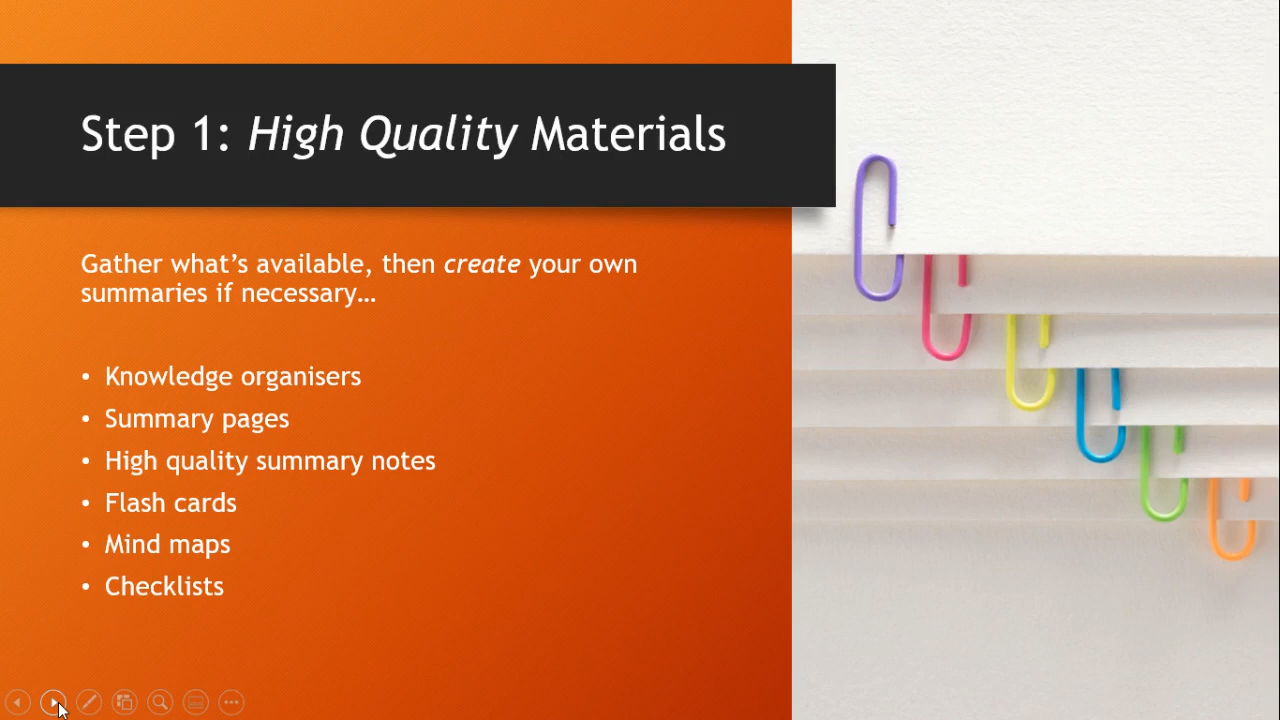 Step 1: High Quality Materials
Gather what’s available, then create your own
summaries if necessary…
• Knowledge organisers
• Summary pages
• High quality summary notes
• Flash cards
• Mind maps
• Checklists